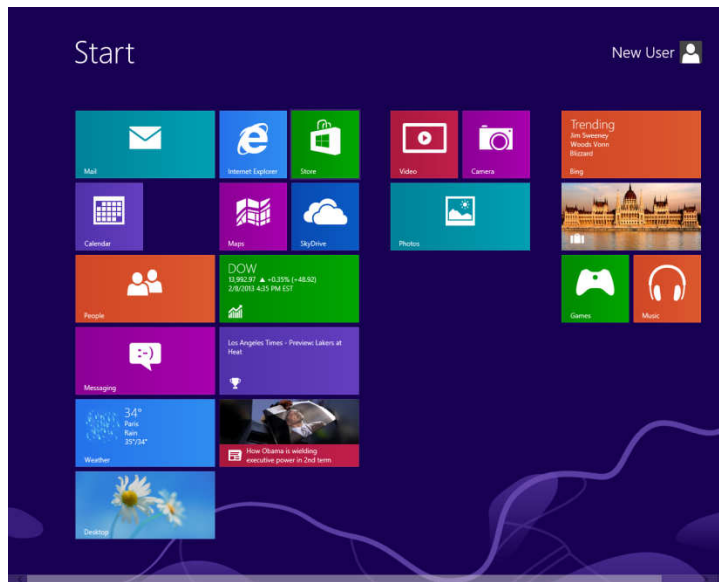 Start
New User
Mail
Internet Explorer
Store
Calendar
Maps
SkyDrive
People
DOW
13,992.97 ▲ +0.35% (+48.92)
2/8/2013 4:35 PM EST
Messaging
Los Angeles Times - Preview: Lakers at
Heat
34°
Paris
Rain
35°/34°
Weather
How Obama is wielding
executive power in 2nd term
Desktop
Video
Camera
Photos
Trending
Jim Sweeney
Woods Vonn
Blizzard
Bing
Games
Music